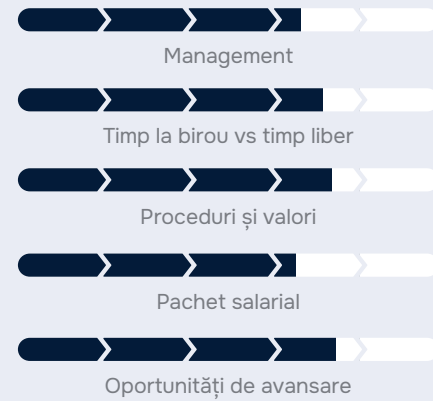 Management
Timp la birou vs timp liber
Proceduri și valori
Pachet salarial
Oportunități de avansare